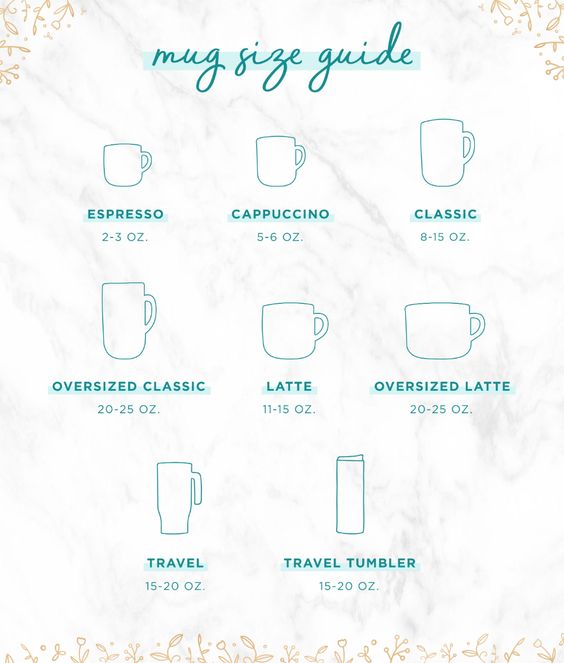 mug size guide
ESPRESSO
2-3 OZ.
CAPPUCCINO
5-6 OZ.
CLASSIC
8-15 OZ.
OVERSIZED CLASSIC
20-25 OZ.
LATTE
11-15 OZ.
OVERSIZED LATTE
20-25 OZ.
TRAVEL
15-20 OZ.
TRAVEL TUMBLER
15-20 OZ.